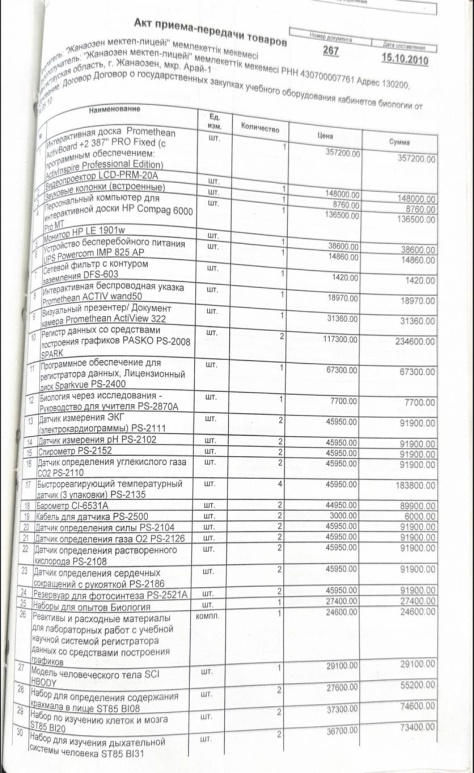 Акт приема-передачи товаров
Номер документа
Дата составления
267
15.10.2010
"Жанаозен мектеп-лицейі" мемлекеттік мекемесі
"Жанаозен мектеп-лицейі" мемлекеттік мекемесі РНН 430700007761 Адрес 130200,
область, г. Жанаозен, мкр. Арай-1
Договор Договор о государственных закупках учебного оборудования кабинетов биологии от
Наименование Ед. изм. Количество Цена Сумма
Интерактивная доска Promethean шт. 1 357200.00 357200.00
ActivBoard +2 387" PRO Fixed (с
программным обеспечением:
ActivInspire Professional Edition)
Видеопроектор LCD-PRM-20A шт. 1 148000.00 148000.00
Звуковые колонки (встроенные) шт. 1 8760.00 8760.00
Персональный компьютер для шт. 1 136500.00 136500.00
интерактивной доски HP Compag 6000
Pro MT
Монитор HP LE 1901w шт. 1 38600.00 38600.00
Устройство бесперебойного питания шт. 1 14860.00 14860.00
UPS Powercom IMP 825 AP
Сетевой фильтр с контуром шт. 1 1420.00 1420.00
заземления DFS-603
8 Интерактивная беспроводная указка шт. 1 18970.00 18970.00
Promethean ACTIV wand50
9 Визуальный презентер/ Документ шт. 1 31360.00 31360.00
камера Promethean ActiView 322
10 Регистр данных со средствами шт. 2 117300.00 234600.00
построения графиков PASKO PS-2008
SPARK
11 Программное обеспечение для шт. 1 67300.00 67300.00
регистратора данных, Лицензионный
диск Sparkvue PS-2400
12 Биология через исследования - шт. 1 7700.00 7700.00
Руководство для учителя PS-2870A
13 Датчик измерения ЭКГ шт. 2 45950.00 91900.00
(электрокардиограммы) PS-2111
14 Датчик измерения pH PS-2102 шт. 2 45950.00 91900.00
15 Спирометр PS-2152 шт. 2 45950.00 91900.00
16 Датчик определения углекислого газа шт. 2 45950.00 91900.00
CO2 PS-2110
17 Быстрореагирующий температурный шт. 4 45950.00 183800.00
датчик (3 упаковки) PS-2135
18 Барометр CI-6531A шт. 2 44950.00 89900.00
19 Кабель для датчика PS-2500 шт. 2 3000.00 6000.00
20 Датчик определения силы PS-2104 шт. 2 45950.00 91900.00
21 Датчик определения газа O2 PS-2126 шт. 2 45950.00 91900.00
22 Датчик определения растворенного шт. 2 45950.00 91900.00
кислорода PS-2108
23 Датчик определения сердечных шт. 2 45950.00 91900.00
сокращений с рукояткой PS-2186
24 Резервуар для фотосинтеза PS-2521A шт. 2 45950.00 91900.00
25 Наборы для опытов Биология шт. 1 27400.00 27400.00
26 Реактивы и расходные материалы компл. 1 24600.00 24600.00
для лабораторных работ с учебной
научной системой регистратора
данных со средствами построения
графиков
27 Модель человеческого тела SCI шт. 1 29100.00 29100.00
HBODY
28 Набор для определения содержания шт. 2 27600.00 55200.00
крахмала в пище ST85 BI08
29 Набор по изучению клеток и мозга шт. 2 37300.00 74600.00
ST85 BI20
30 Набор для изучения дыхательной шт. 2 36700.00 73400.00
системы человека ST85 BI31